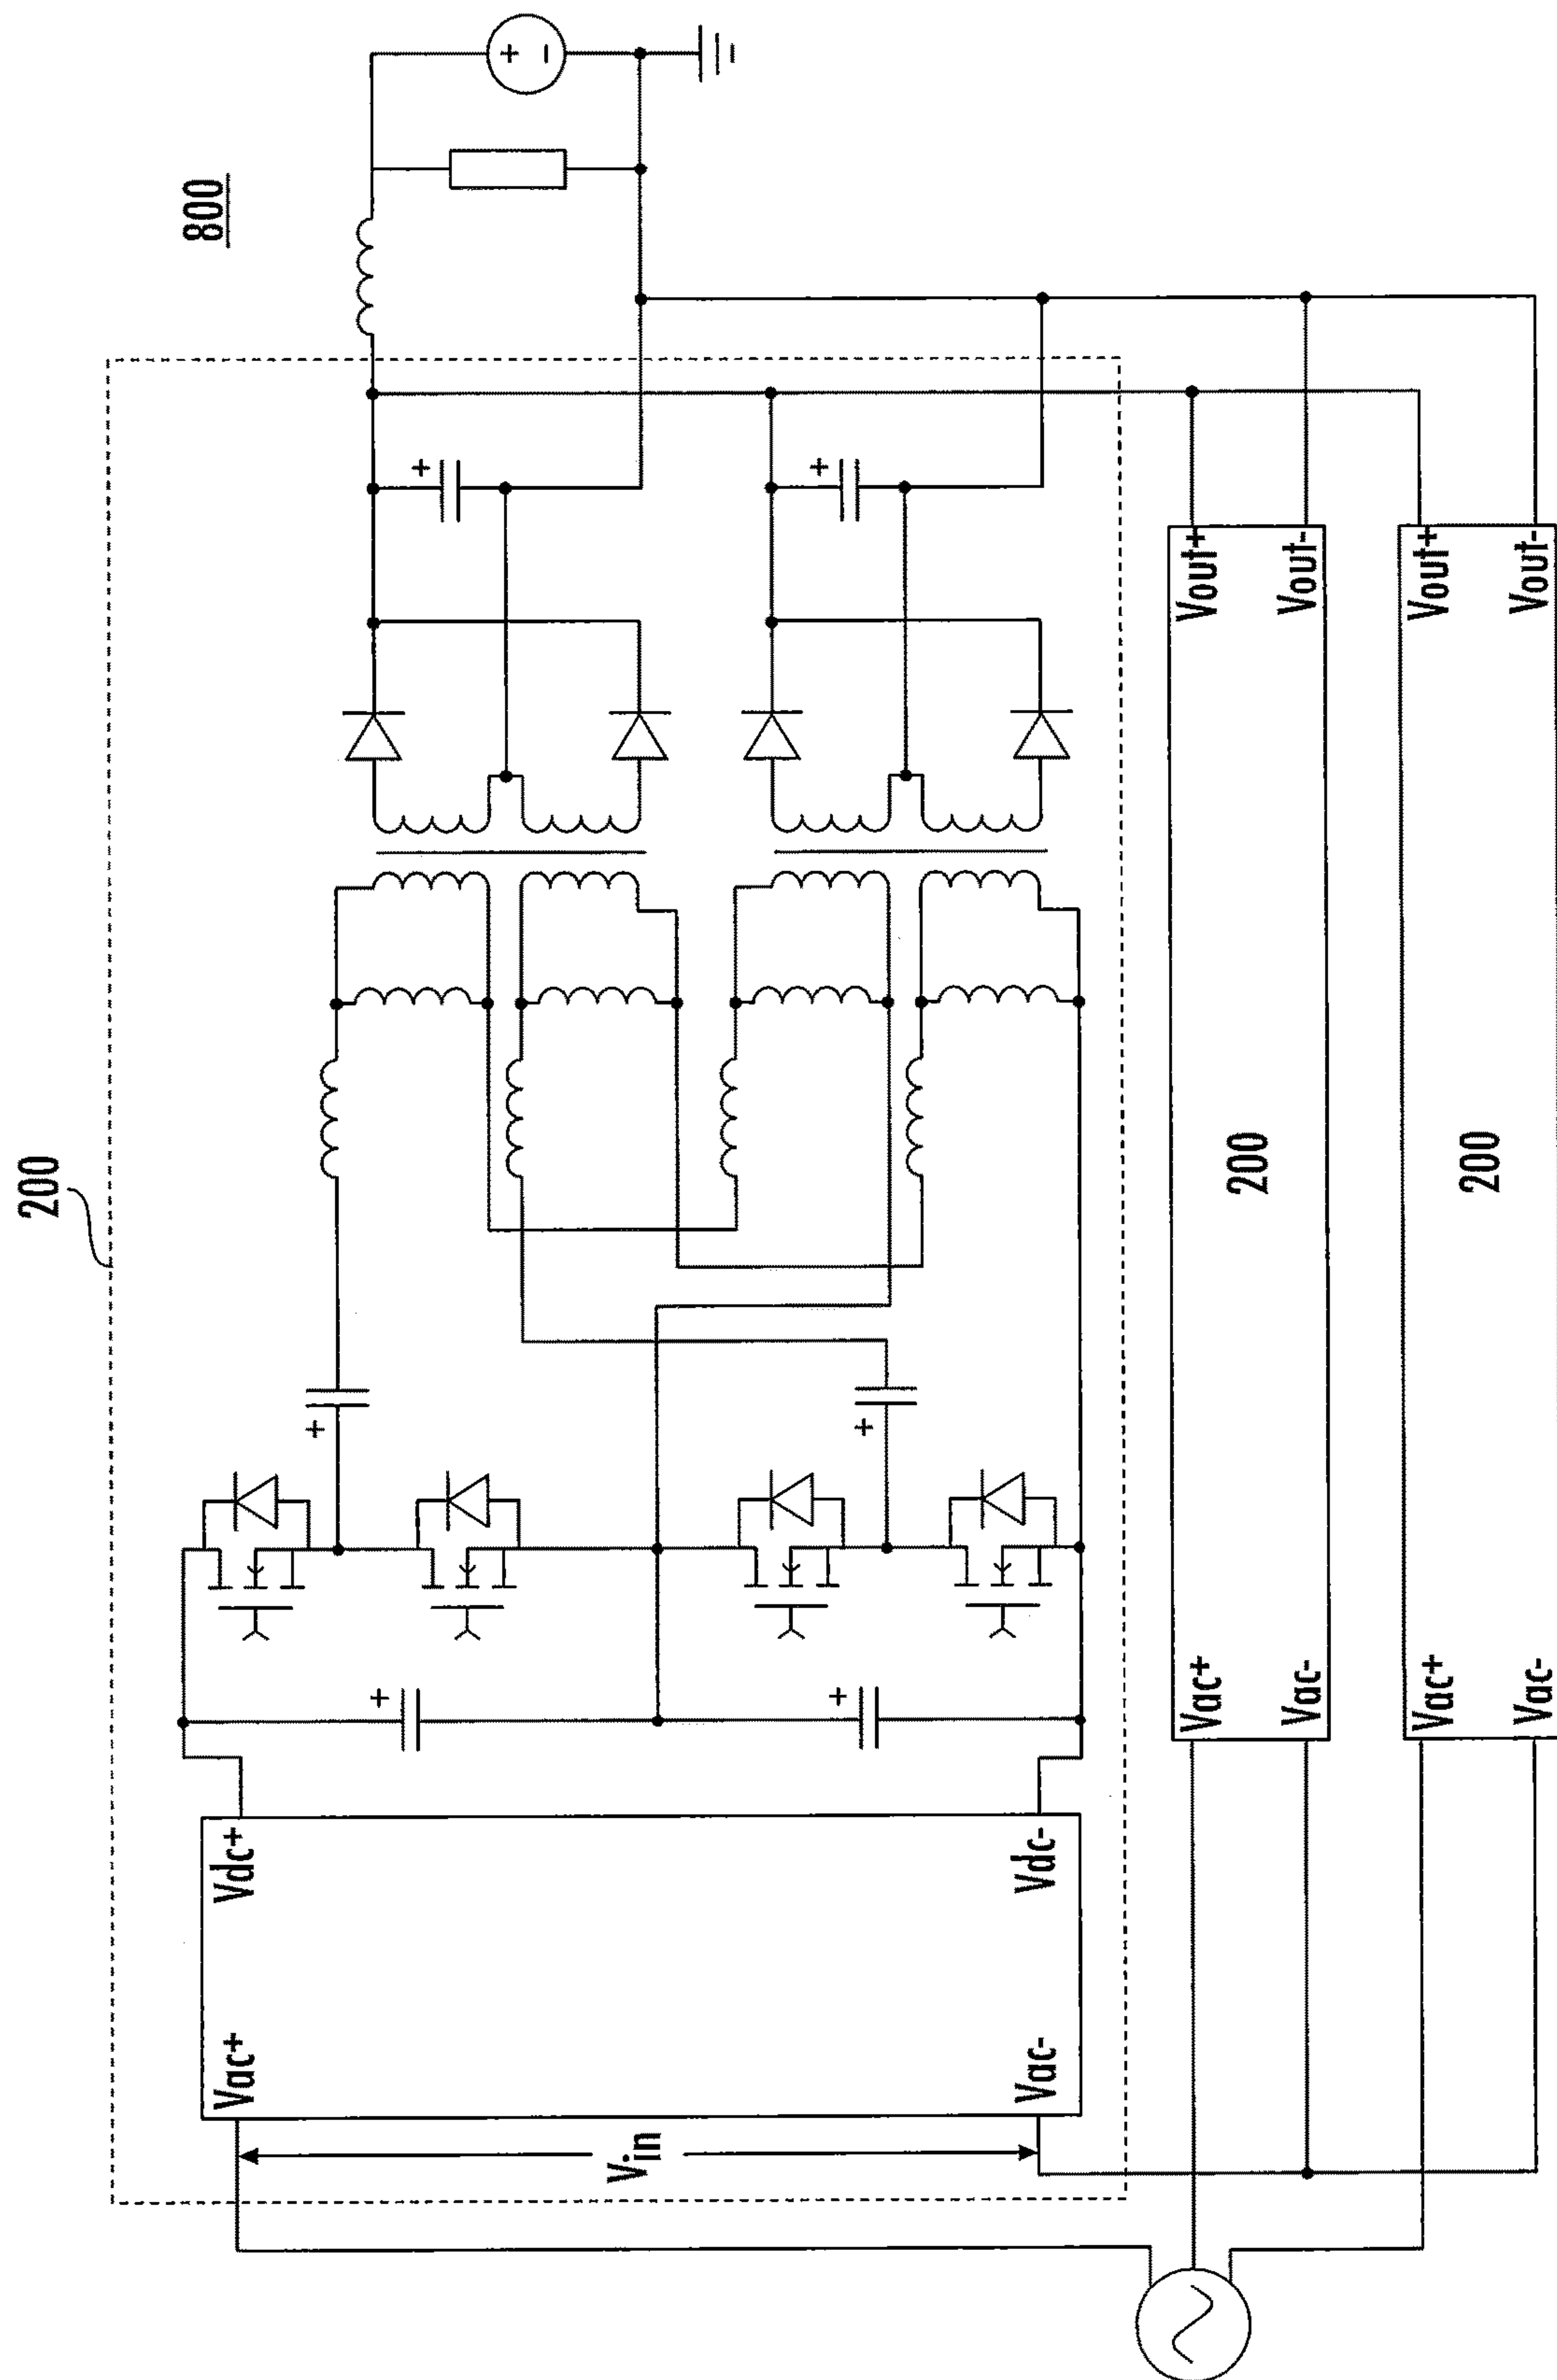 800
200
Vin
Vac+
Vac-
Vdc+
Vdc-
+
+
+
+
+
+
+ −
Vac+
Vac-
200
Vout+
Vout-
Vac+
Vac-
200
Vout+
Vout-